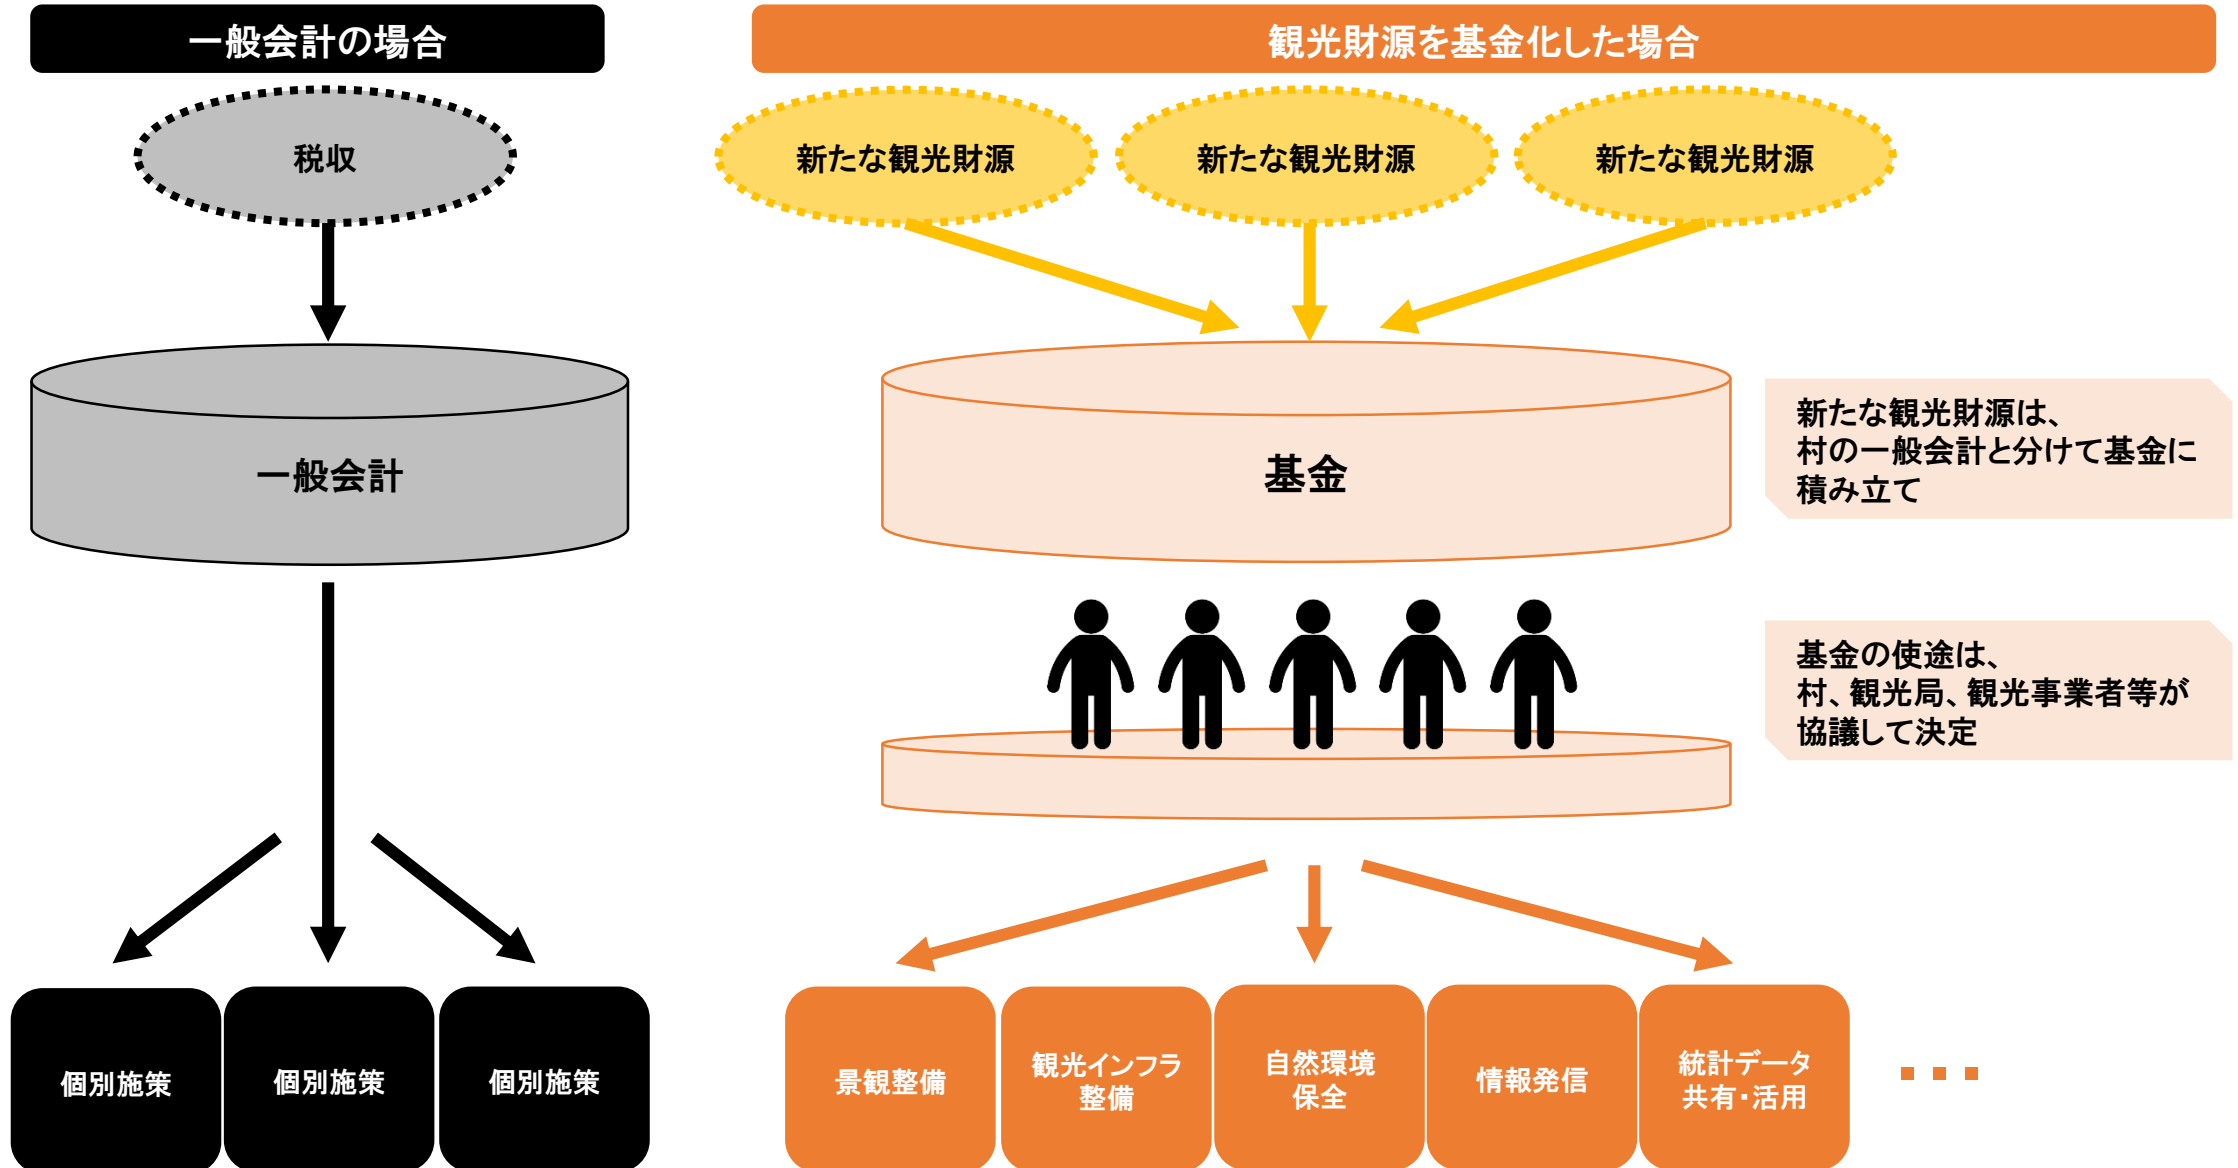 一般会計の場合
観光財源を基金化した場合
税収
新たな観光財源
新たな観光財源
新たな観光財源
一般会計
基金
新たな観光財源は、
村の一般会計と分けて基金に
積み立て
基金の使途は、
村、観光局、観光事業者等が
協議して決定
個別施策
個別施策
個別施策
景観整備
観光インフラ
整備
自然環境
保全
情報発信
統計データ
共有・活用